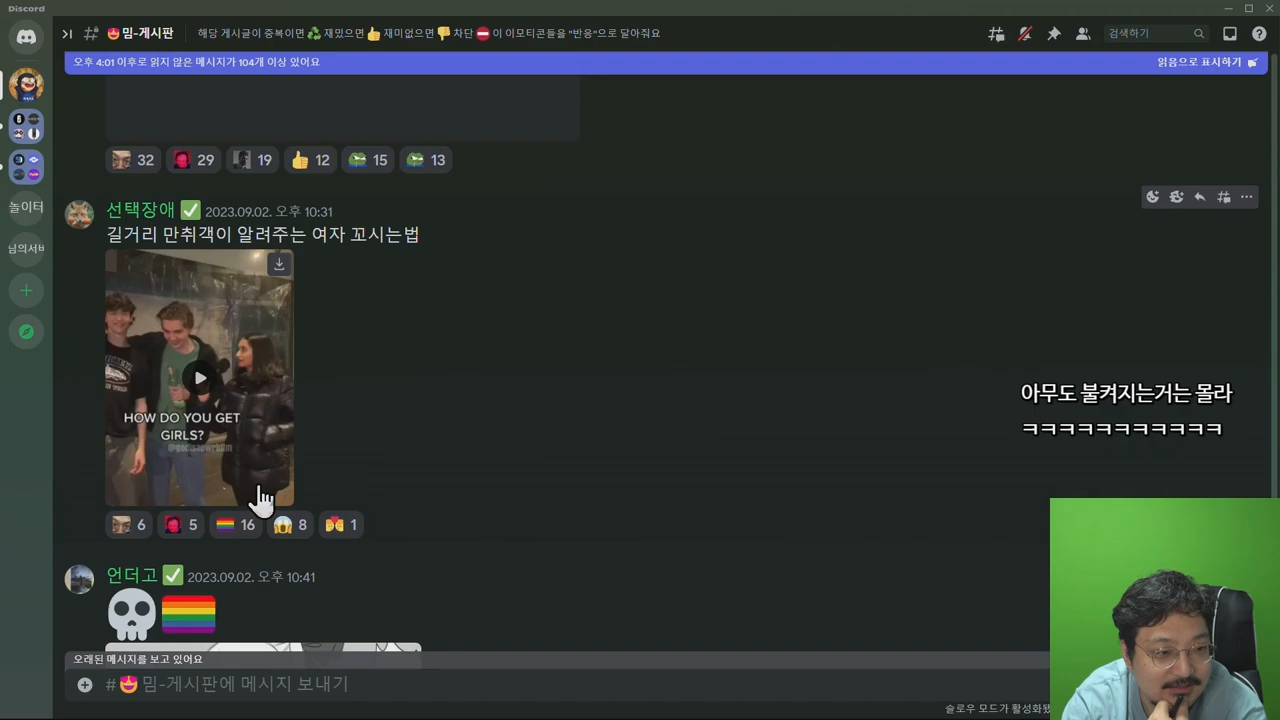 Discord
😍밈-게시판
해당 게시글이 중복이면♻️ 재밌으면👍 재미없으면👎 차단⛔ 이 이모티콘들을 "반응"으로 달아줘요
검색하기
오후 4:01 이후로 읽지 않은 메시지가 104개 이상 있어요
읽음으로 표시하기
32 29 19 12 15 13
놀이터
님의서버
선택장애 ✅ 2023.09.02. 오후 10:31
길거리 만취객이 알려주는 여자 꼬시는법
HOW DO YOU GET
GIRLS?
6 5 16 8 1
아무도 불켜지는거는 몰라
ㅋㅋㅋㅋㅋㅋㅋㅋㅋㅋㅋ
언더고 ✅ 2023.09.02. 오후 10:41
오래된 메시지를 보고 있어요
#😍밈-게시판에 메시지 보내기
슬로우 모드가 활성화됐